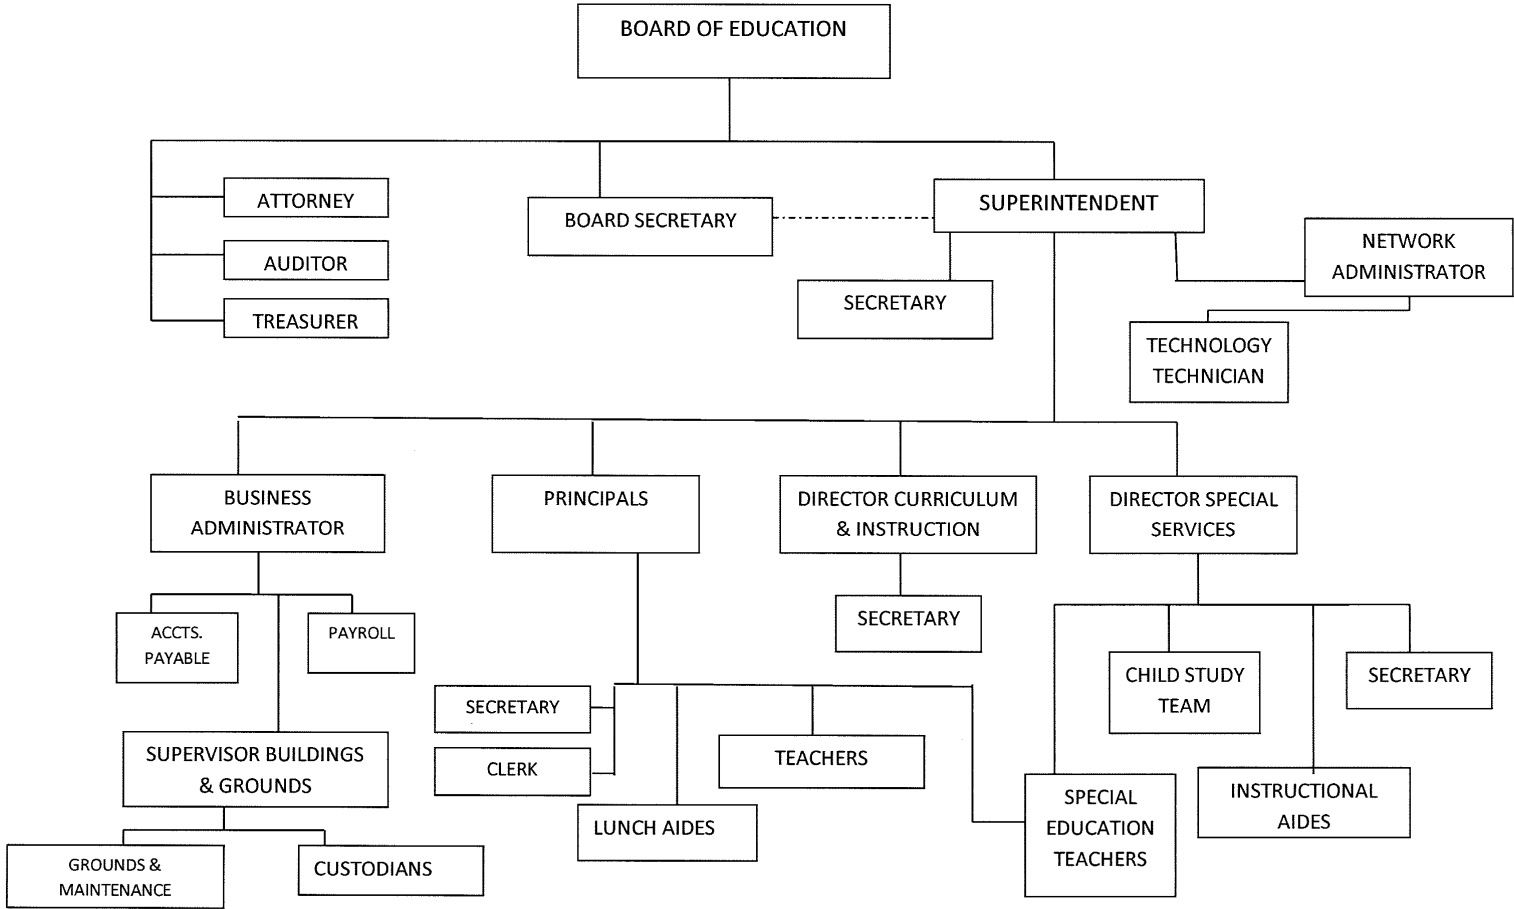 BOARD OF EDUCATION
ATTORNEY
AUDITOR
TREASURER
BOARD SECRETARY
SUPERINTENDENT
SECRETARY
NETWORK
ADMINISTRATOR
TECHNOLOGY
TECHNICIAN
BUSINESS
ADMINISTRATOR
PRINCIPALS
DIRECTOR CURRICULUM
& INSTRUCTION
DIRECTOR SPECIAL
SERVICES
ACCTS.
PAYABLE
PAYROLL
SUPERVISOR BUILDINGS
& GROUNDS
GROUNDS &
MAINTENANCE
CUSTODIANS
SECRETARY
CLERK
LUNCH AIDES
TEACHERS
SECRETARY
SPECIAL
EDUCATION
TEACHERS
CHILD STUDY
TEAM
INSTRUCTIONAL
AIDES
SECRETARY